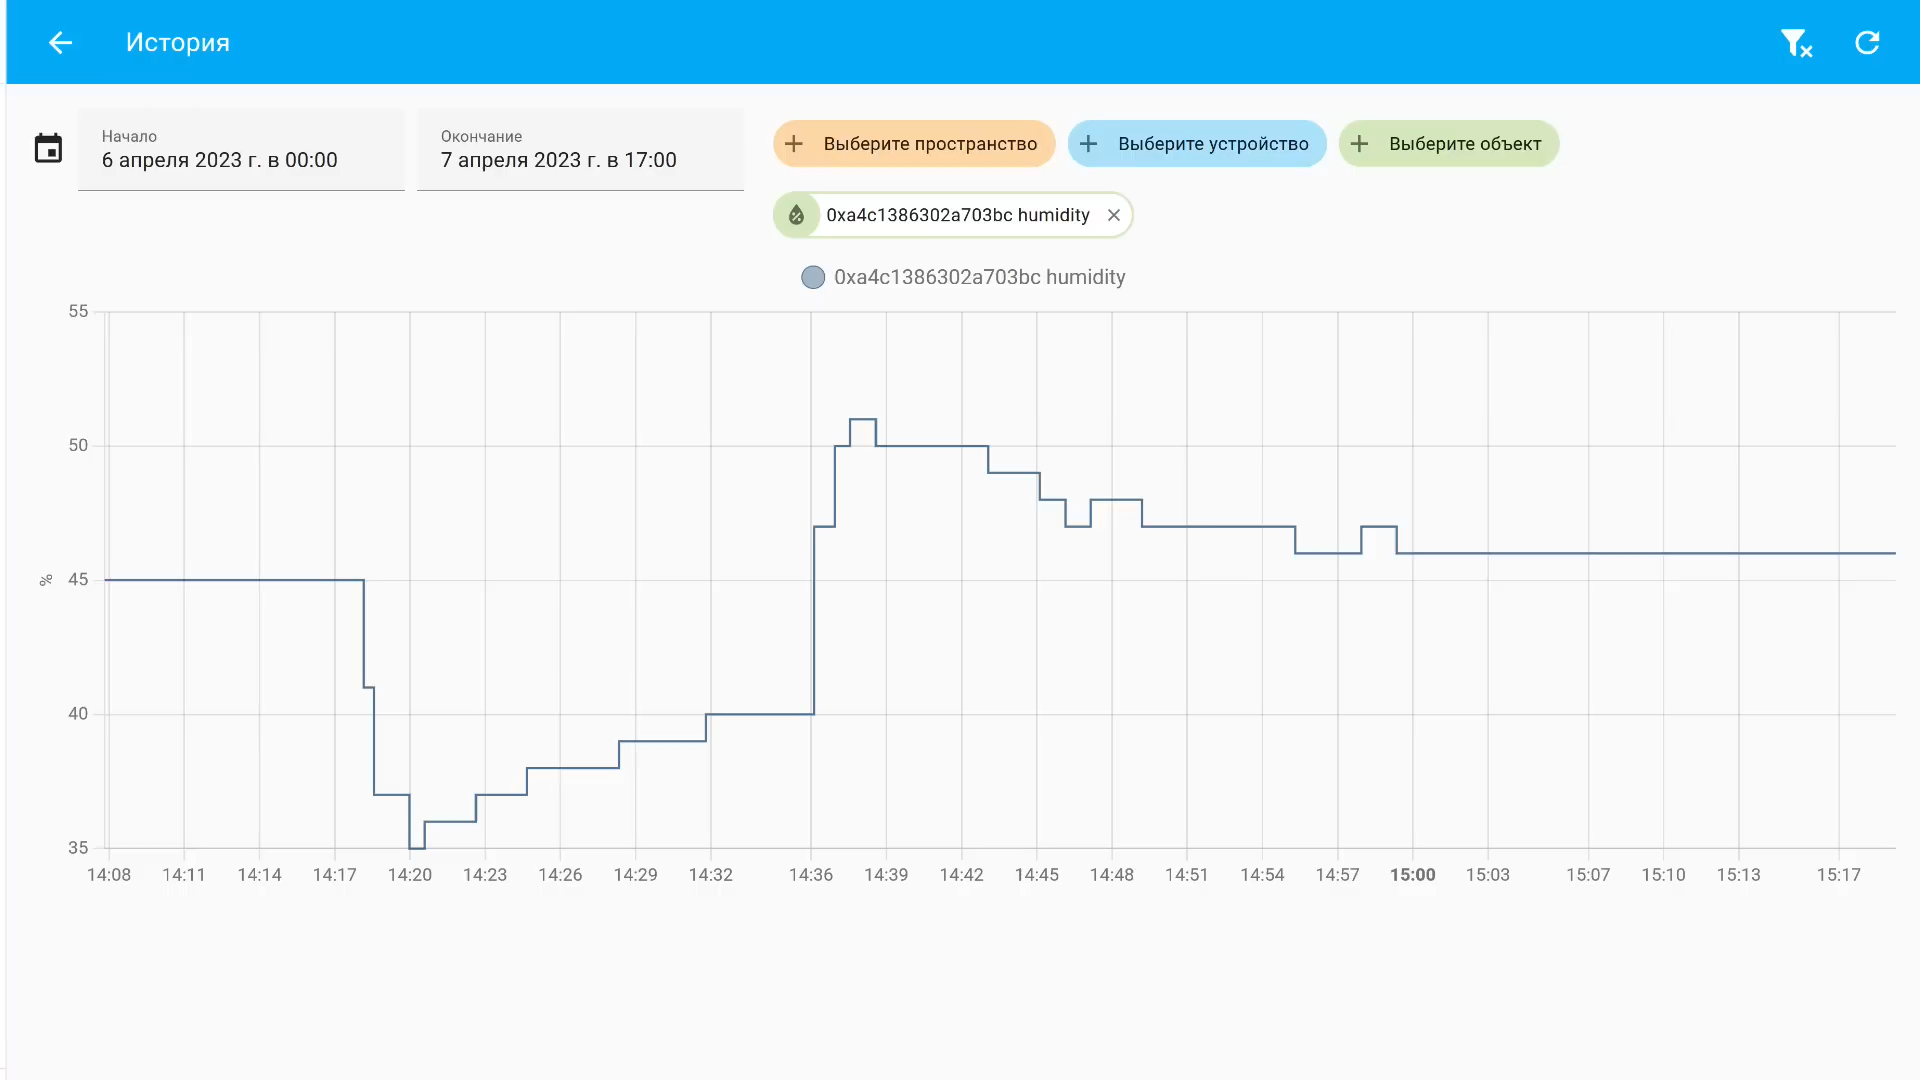 История
Начало
6 апреля 2023 г. в 00:00
Окончание
7 апреля 2023 г. в 17:00
Выберите пространство
Выберите устройство
Выберите объект
0xa4c1386302a703bc humidity
0xa4c1386302a703bc humidity
55
50
%
45
40
35
14:08 14:11 14:14 14:17 14:20 14:23 14:26 14:29 14:32 14:36 14:39 14:42 14:45 14:48 14:51 14:54 14:57 15:00 15:03 15:07 15:10 15:13 15:17